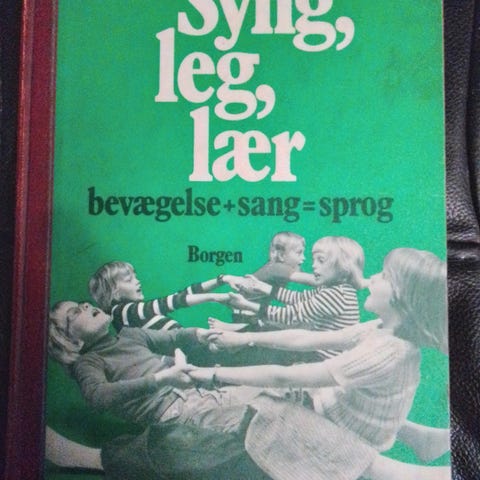 Syng,
leg,
lær
bevægelse+sang=sprog
Borgen